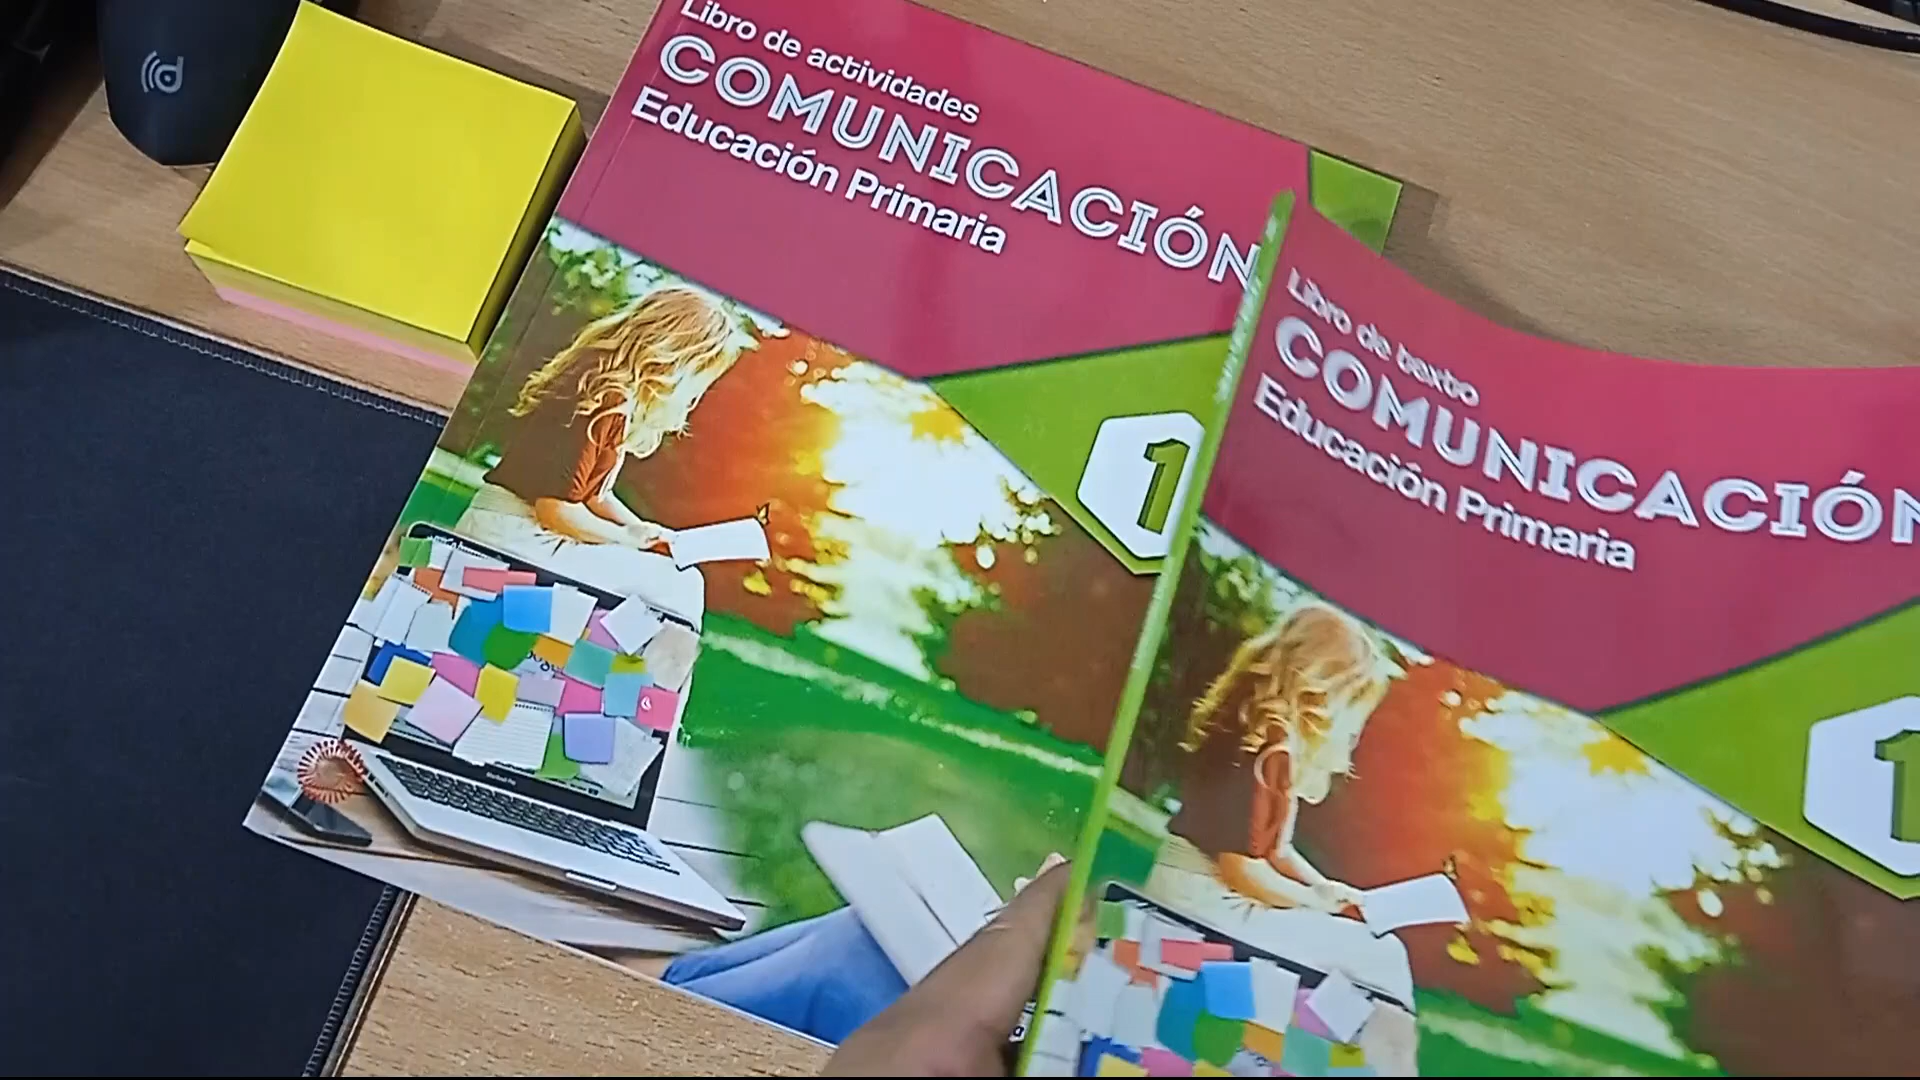 Libro de actividades
COMUNICACIÓN
Educación Primaria
1
Libro de texto
COMUNICACIÓN
Educación Primaria
1